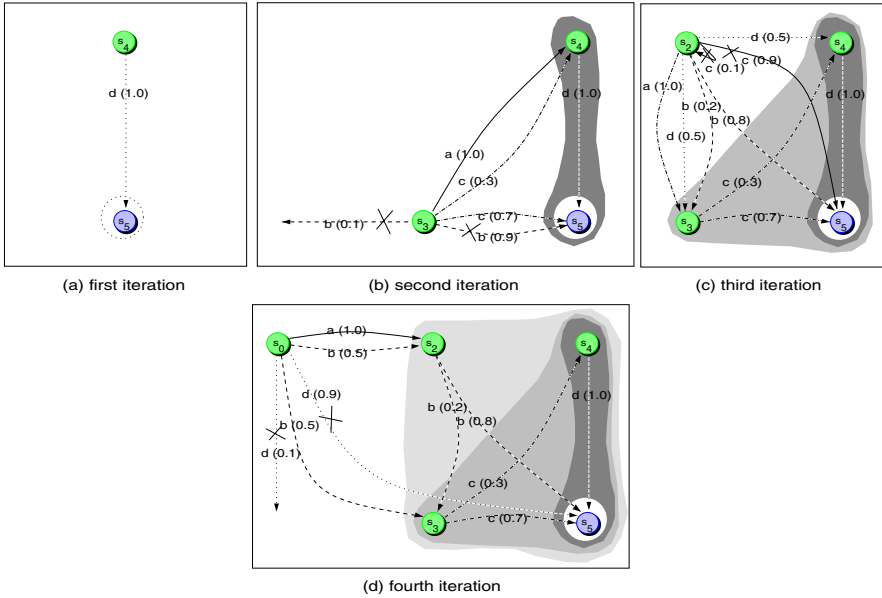 s4
d (1.0)
s5
(a) first iteration
s4
d (1.0)
a (1.0)
c (0.3)
b (0.1)
s3
c (0.7)
b (0.9)
s5
(b) second iteration
s2
d (0.5)
s4
c (0.1)
c (0.9)
a (1.0)
d (1.0)
b (0.2)
b (0.8)
d (0.5)
c (0.3)
s3
c (0.7)
s5
(c) third iteration
s0
a (1.0)
b (0.5)
s2
s4
d (0.9)
d (1.0)
b (0.2)
b (0.8)
b (0.5)
d (0.1)
c (0.3)
s3
c (0.7)
s5
(d) fourth iteration